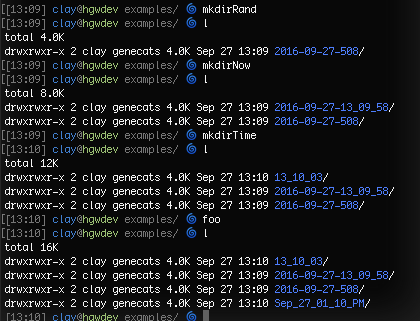 [[13:09] clay@hgwdev examples/ 🌀 mkdirRand
[[13:09] clay@hgwdev examples/ 🌀 l
total 4.0K
drwxrwxr-x 2 clay genecats 4.0K Sep 27 13:09 2016-09-27-508/
[[13:09] clay@hgwdev examples/ 🌀 mkdirNow
[[13:09] clay@hgwdev examples/ 🌀 l
total 8.0K
drwxrwxr-x 2 clay genecats 4.0K Sep 27 13:09 2016-09-27-13_09_58/
drwxrwxr-x 2 clay genecats 4.0K Sep 27 13:09 2016-09-27-508/
[[13:09] clay@hgwdev examples/ 🌀 mkdirTime
[[13:10] clay@hgwdev examples/ 🌀 l
total 12K
drwxrwxr-x 2 clay genecats 4.0K Sep 27 13:10 13_10_03/
drwxrwxr-x 2 clay genecats 4.0K Sep 27 13:09 2016-09-27-13_09_58/
drwxrwxr-x 2 clay genecats 4.0K Sep 27 13:09 2016-09-27-508/
[[13:10] clay@hgwdev examples/ 🌀 foo
[[13:10] clay@hgwdev examples/ 🌀 l
total 16K
drwxrwxr-x 2 clay genecats 4.0K Sep 27 13:10 13_10_03/
drwxrwxr-x 2 clay genecats 4.0K Sep 27 13:09 2016-09-27-13_09_58/
drwxrwxr-x 2 clay genecats 4.0K Sep 27 13:09 2016-09-27-508/
drwxrwxr-x 2 clay genecats 4.0K Sep 27 13:10 Sep_27_01_10_PM/
[[13:10] clay@hgwdev examples/ 🌀